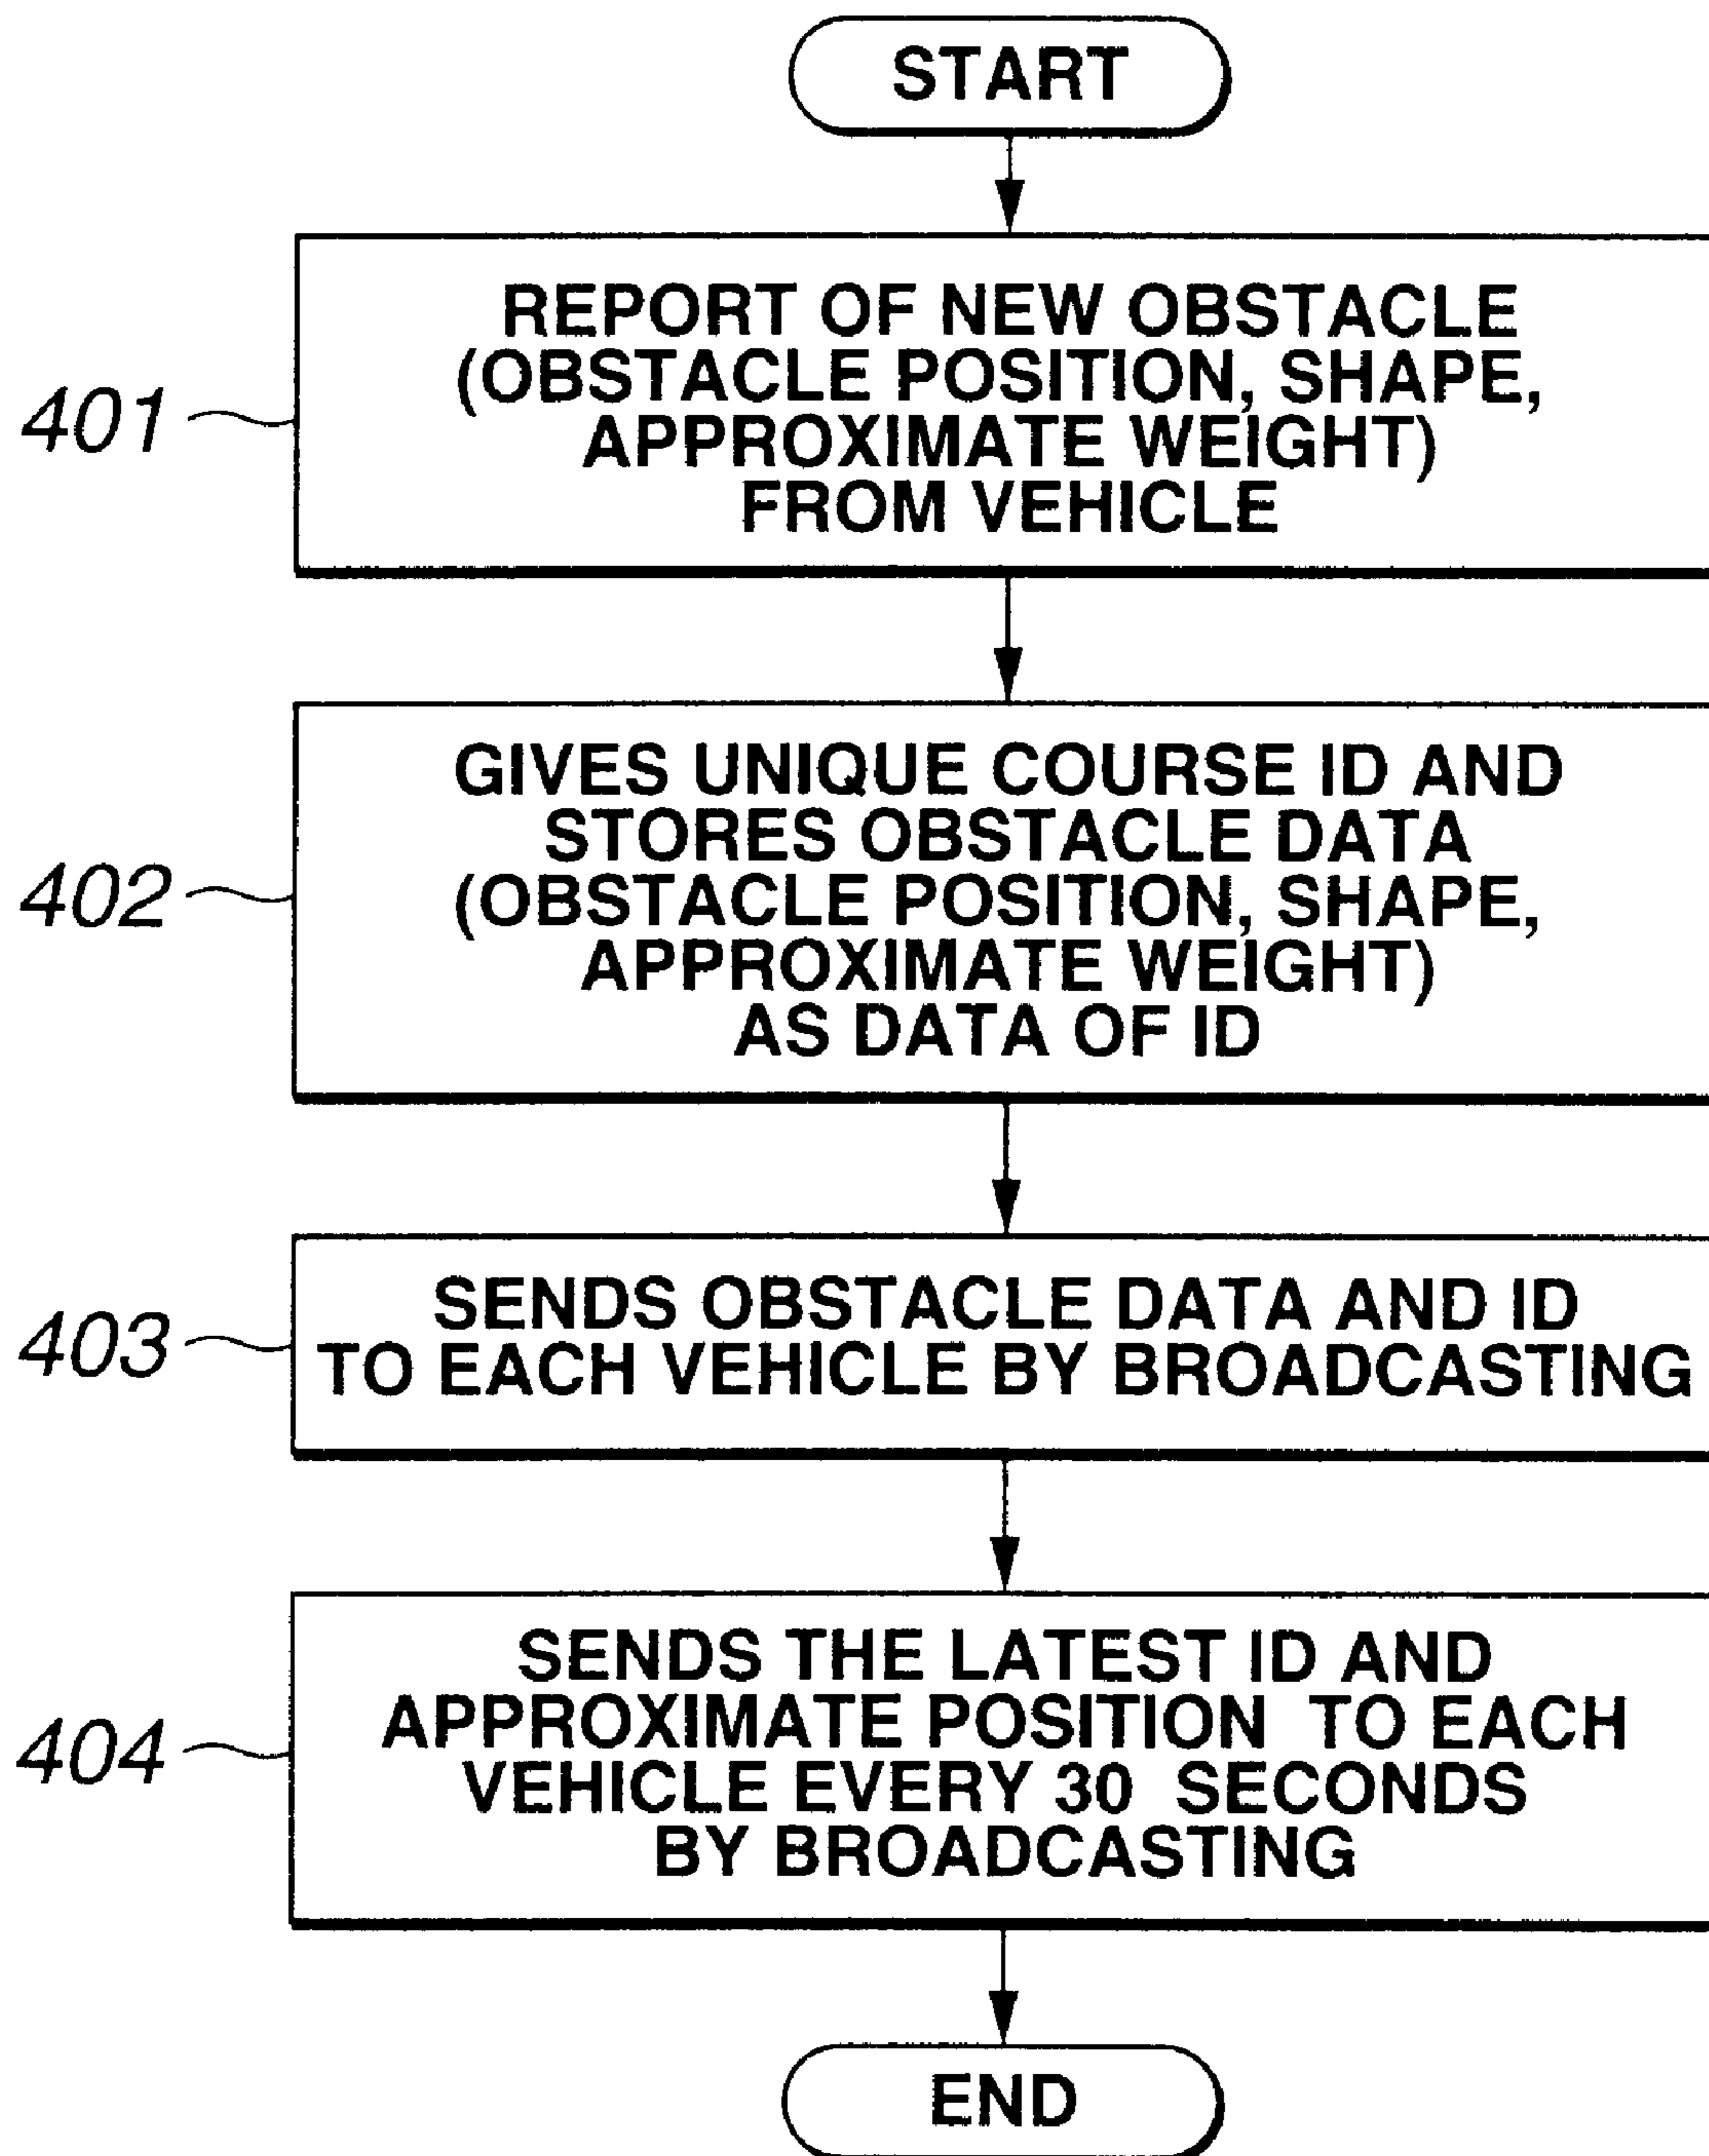 START
REPORT OF NEW OBSTACLE
(OBSTACLE POSITION, SHAPE,
APPROXIMATE WEIGHT)
FROM VEHICLE
401
GIVES UNIQUE COURSE ID AND
STORES OBSTACLE DATA
(OBSTACLE POSITION, SHAPE,
APPROXIMATE WEIGHT)
AS DATA OF ID
402
SENDS OBSTACLE DATA AND ID
TO EACH VEHICLE BY BROADCASTING
403
SENDS THE LATEST ID AND
APPROXIMATE POSITION TO EACH
VEHICLE EVERY 30 SECONDS
BY BROADCASTING
404
END